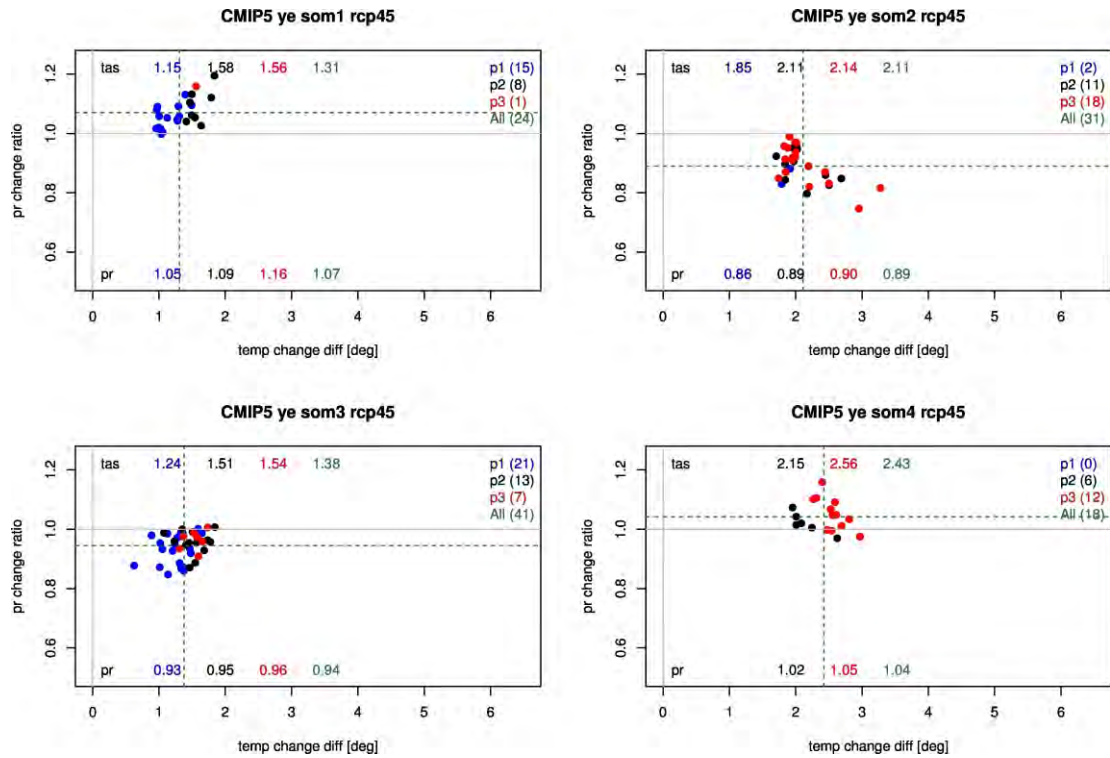 CMIP5 ye som1 rcp45
tas 1.15 1.58 1.56 1.31 p1 (15)
p2 (8)
p3 (1)
All (24)
1.2
1.0
0.8
0.6
pr change ratio
pr 1.05 1.09 1.16 1.07
0 1 2 3 4 5 6
temp change diff [deg]
CMIP5 ye som2 rcp45
tas 1.85 2.11 2.14 2.11 p1 (2)
p2 (11)
p3 (18)
All (31)
1.2
1.0
0.8
0.6
pr change ratio
pr 0.86 0.89 0.90 0.89
0 1 2 3 4 5 6
temp change diff [deg]
CMIP5 ye som3 rcp45
tas 1.24 1.51 1.54 1.38 p1 (21)
p2 (13)
p3 (7)
All (41)
1.2
1.0
0.8
0.6
pr change ratio
pr 0.93 0.95 0.96 0.94
0 1 2 3 4 5 6
temp change diff [deg]
CMIP5 ye som4 rcp45
tas 2.15 2.56 2.43 p1 (0)
p2 (6)
p3 (12)
All (18)
1.2
1.0
0.8
0.6
pr change ratio
pr 1.02 1.05 1.04
0 1 2 3 4 5 6
temp change diff [deg]